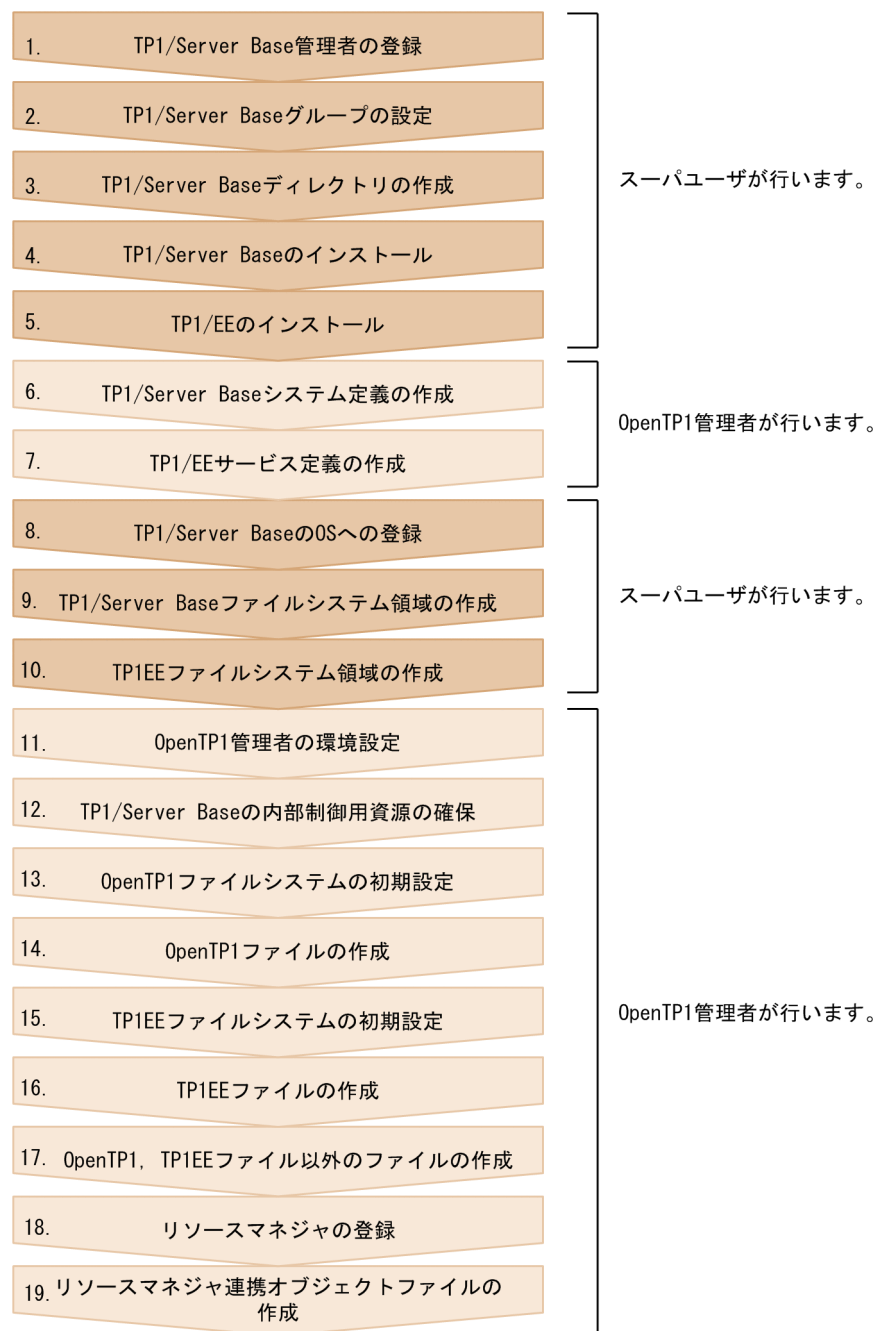 1. TP1/Server Base管理者の登録
2. TP1/Server Baseグループの設定
3. TP1/Server Baseディレクトリの作成
スーパユーザが行います。
4. TP1/Server Baseのインストール
5. TP1/EEのインストール
6. TP1/Server Baseシステム定義の作成
OpenTP1管理者が行います。
7. TP1/EEサービス定義の作成
8. TP1/Server BaseのOSへの登録
9. TP1/Server Baseファイルシステム領域の作成
スーパユーザが行います。
10. TP1EEファイルシステム領域の作成
11. OpenTP1管理者の環境設定
12. TP1/Server Baseの内部制御用資源の確保
13. OpenTP1ファイルシステムの初期設定
14. OpenTP1ファイルの作成
15. TP1EEファイルシステムの初期設定
OpenTP1管理者が行います。
16. TP1EEファイルの作成
17. OpenTP1, TP1EEファイル以外のファイルの作成
18. リソースマネジャの登録
19. リソースマネジャ連携オブジェクトファイルの
作成